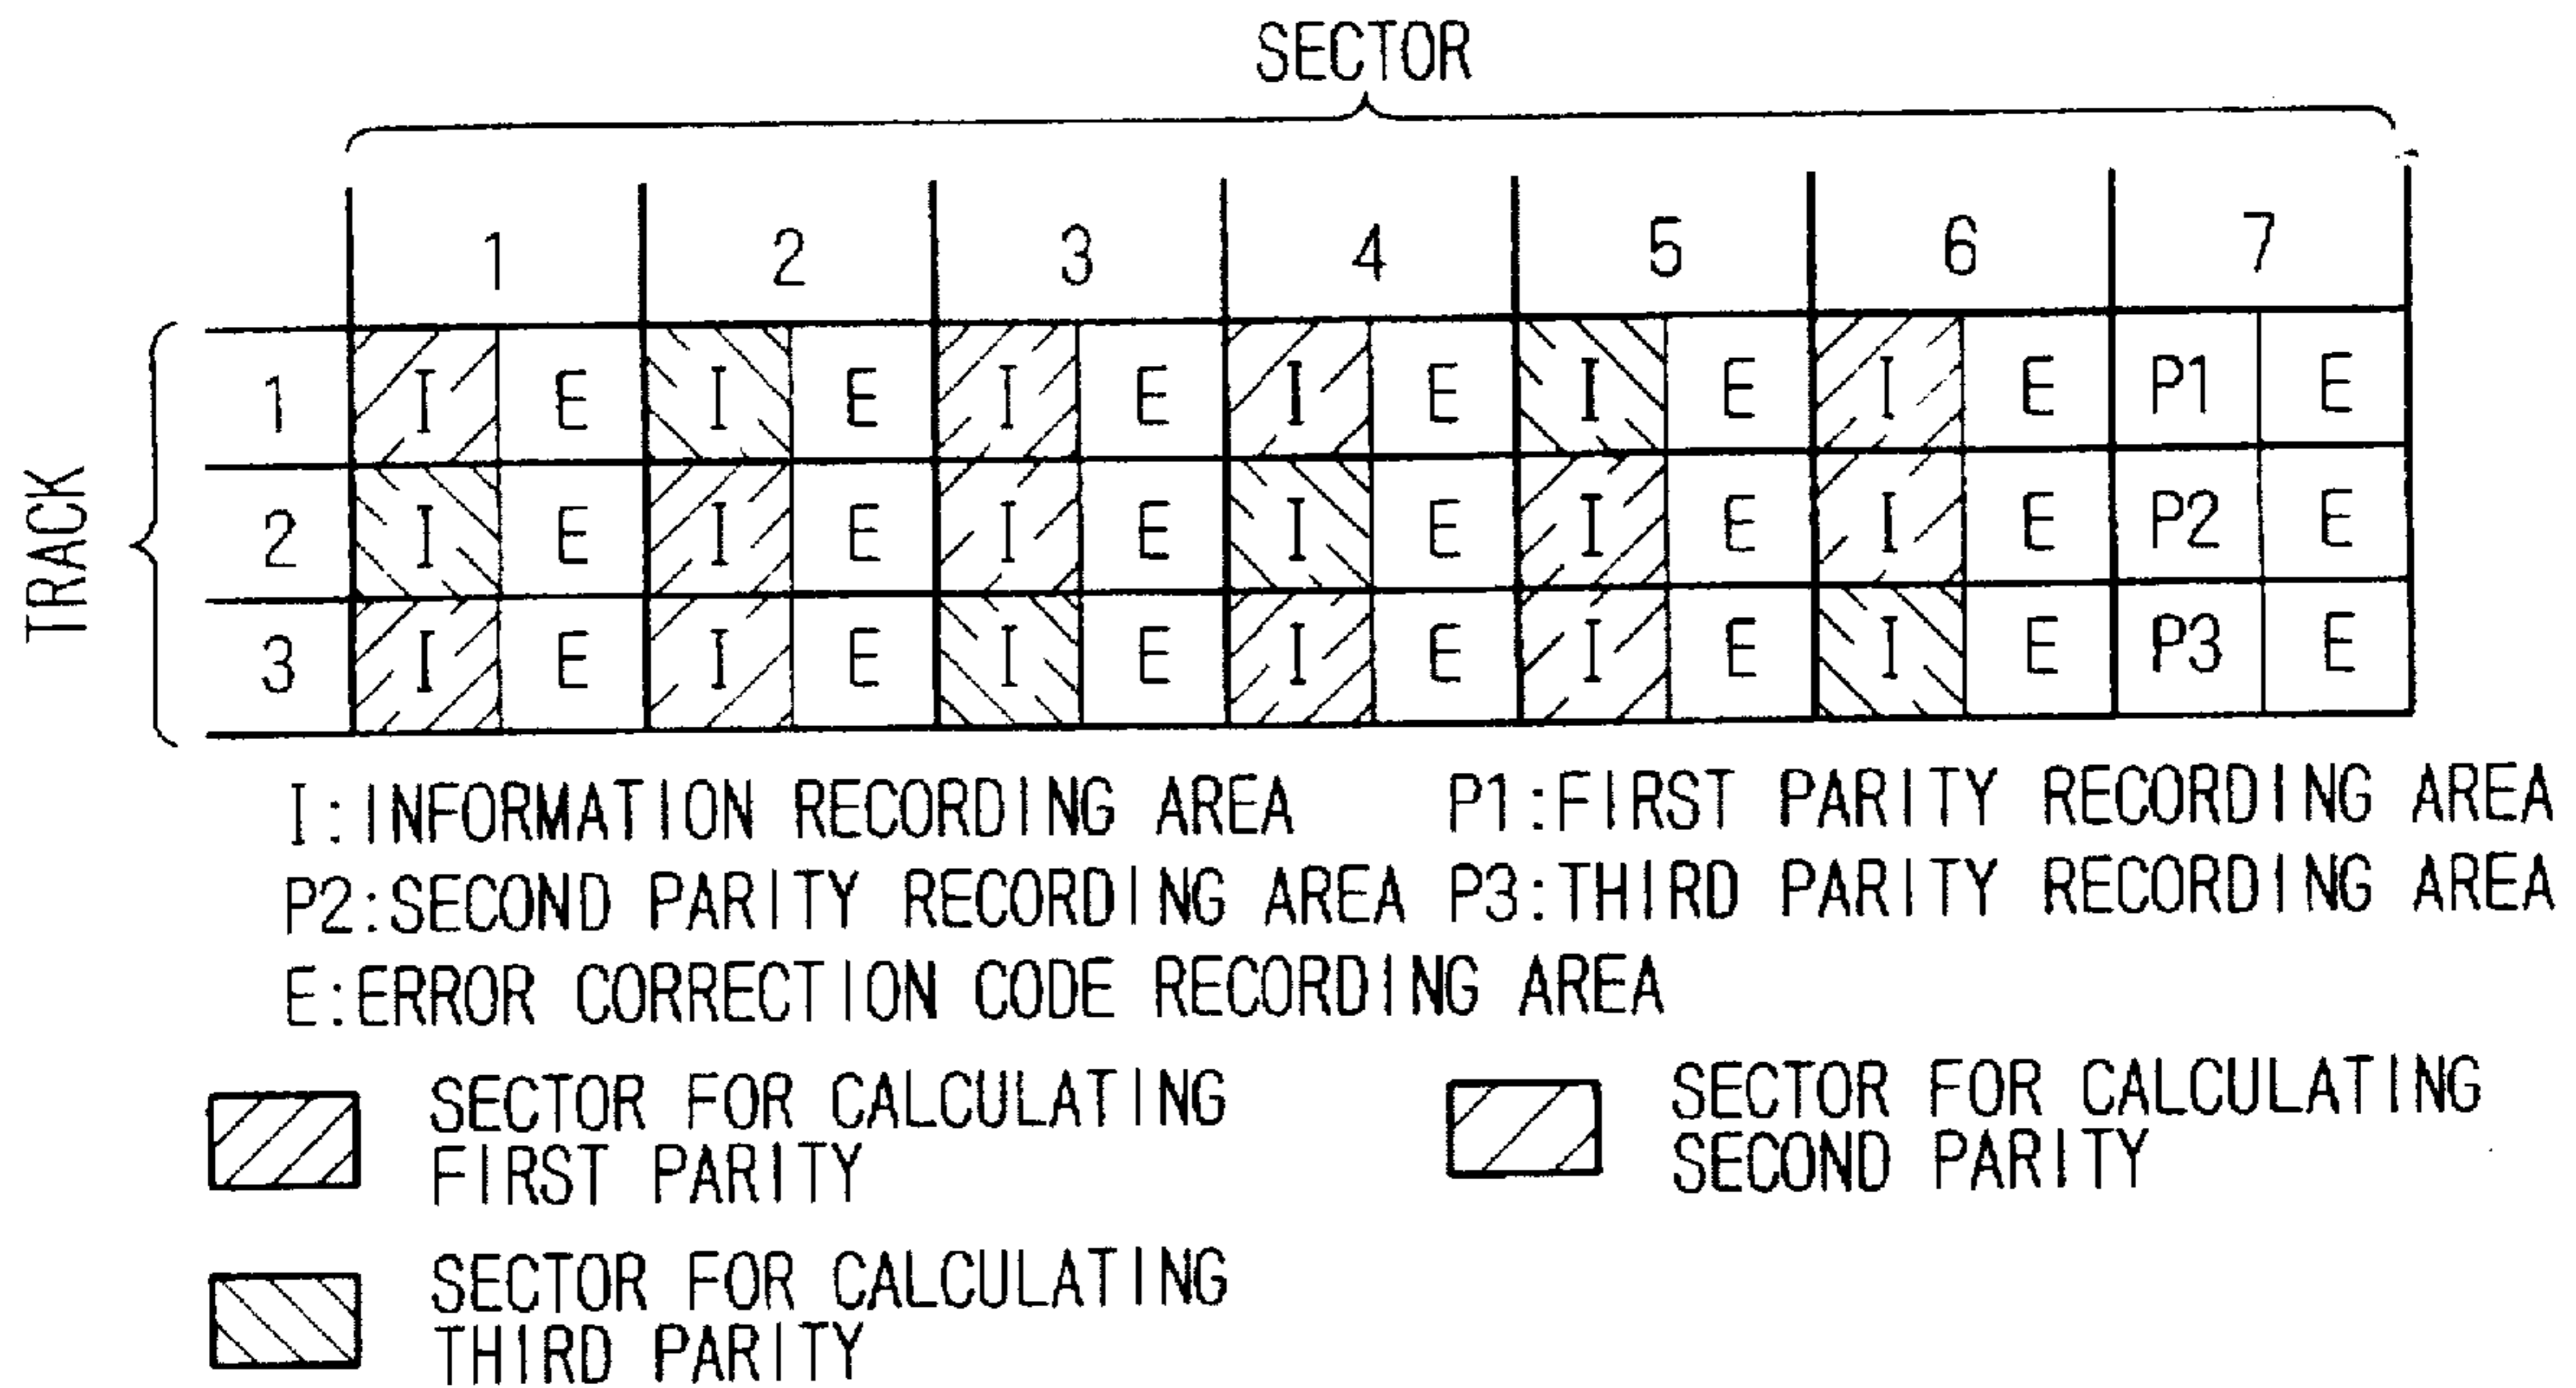 SECTOR
1 2 3 4 5 6 7
TRACK
1 I E I E I E I E I E I E P1 E
2 I E I E I E I E I E I E P2 E
3 I E I E I E I E I E I E P3 E
I:INFORMATION RECORDING AREA P1:FIRST PARITY RECORDING AREA
P2:SECOND PARITY RECORDING AREA P3:THIRD PARITY RECORDING AREA
E:ERROR CORRECTION CODE RECORDING AREA
SECTOR FOR CALCULATING
FIRST PARITY
SECTOR FOR CALCULATING
SECOND PARITY
SECTOR FOR CALCULATING
THIRD PARITY